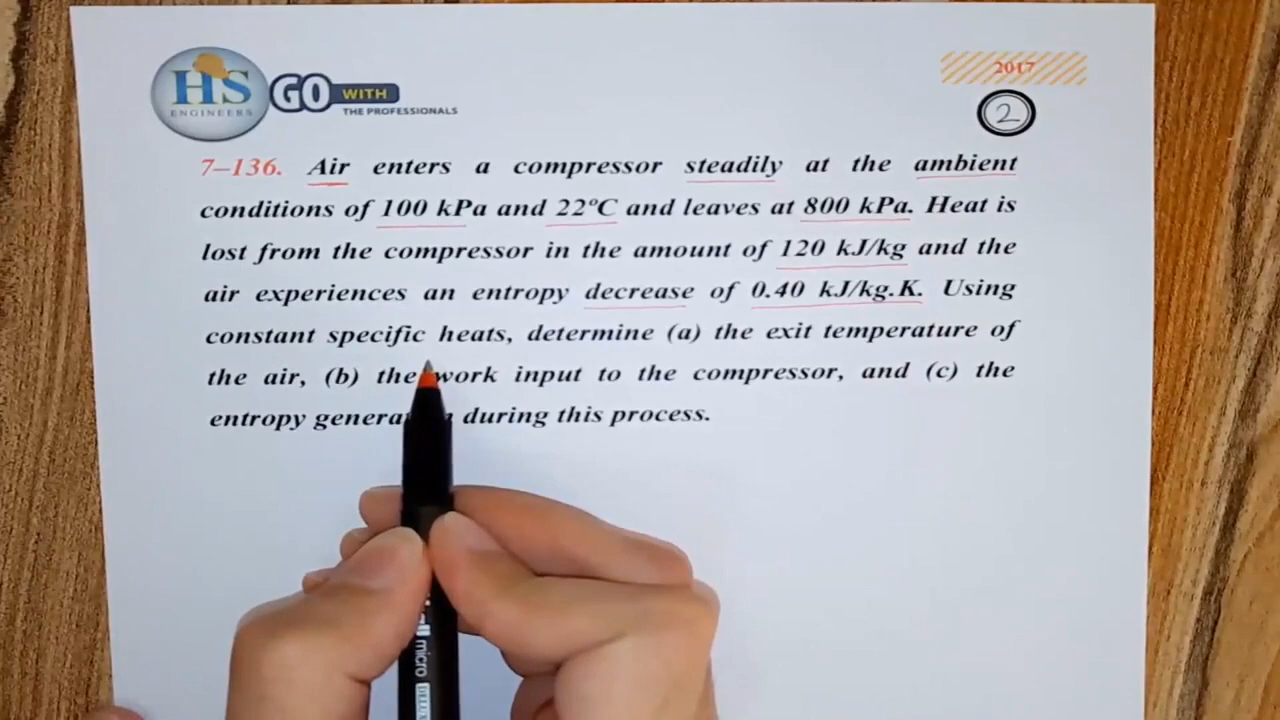 HS
ENGINEERS
GO WITH
THE PROFESSIONALS
2017
2
7–136. Air enters a compressor steadily at the ambient
conditions of 100 kPa and 22ºC and leaves at 800 kPa. Heat is
lost from the compressor in the amount of 120 kJ/kg and the
air experiences an entropy decrease of 0.40 kJ/kg.K. Using
constant specific heats, determine (a) the exit temperature of
the air, (b) the work input to the compressor, and (c) the
entropy genera during this process.
micro